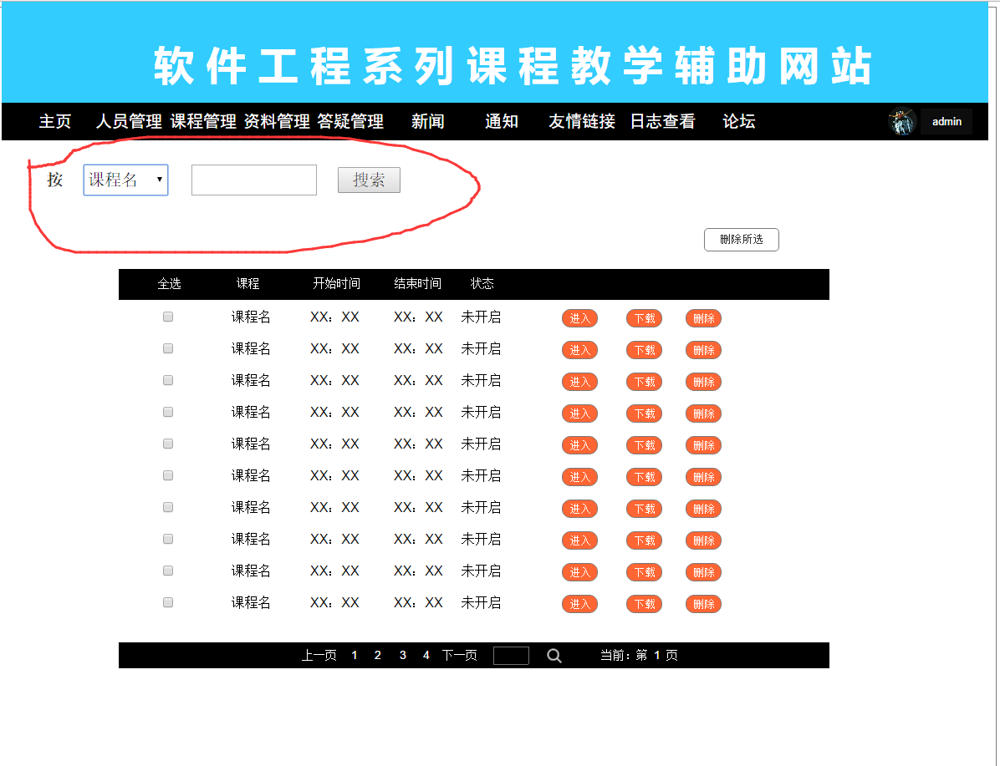 软件工程系列课程教学辅助网站
主页 人员管理 课程管理 资料管理 答疑管理 新闻 通知 友情链接 日志查看 论坛 admin
按 课程名 搜索
删除所选
全选 课程 开始时间 结束时间 状态
课程名 XX：XX XX：XX 未开启 进入 下载 删除
课程名 XX：XX XX：XX 未开启 进入 下载 删除
课程名 XX：XX XX：XX 未开启 进入 下载 删除
课程名 XX：XX XX：XX 未开启 进入 下载 删除
课程名 XX：XX XX：XX 未开启 进入 下载 删除
课程名 XX：XX XX：XX 未开启 进入 下载 删除
课程名 XX：XX XX：XX 未开启 进入 下载 删除
课程名 XX：XX XX：XX 未开启 进入 下载 删除
课程名 XX：XX XX：XX 未开启 进入 下载 删除
课程名 XX：XX XX：XX 未开启 进入 下载 删除
上一页 1 2 3 4 下一页 当前：第 1 页